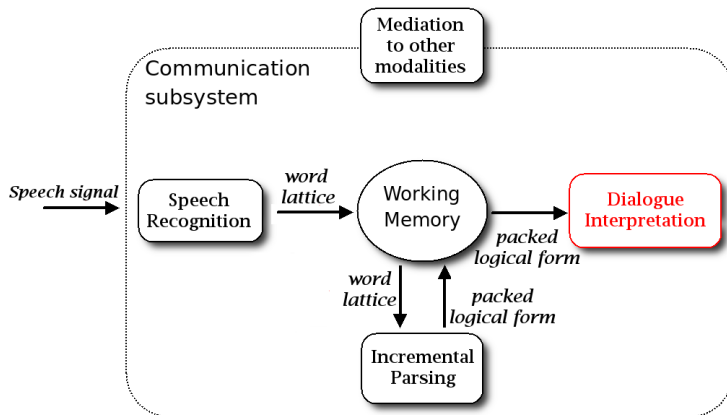 Mediation
to other
modalities
Communication
subsystem
Speech signal
Speech
Recognition
word
lattice
Working
Memory
packed
logical form
Dialogue
Interpretation
word
lattice
packed
logical form
Incremental
Parsing